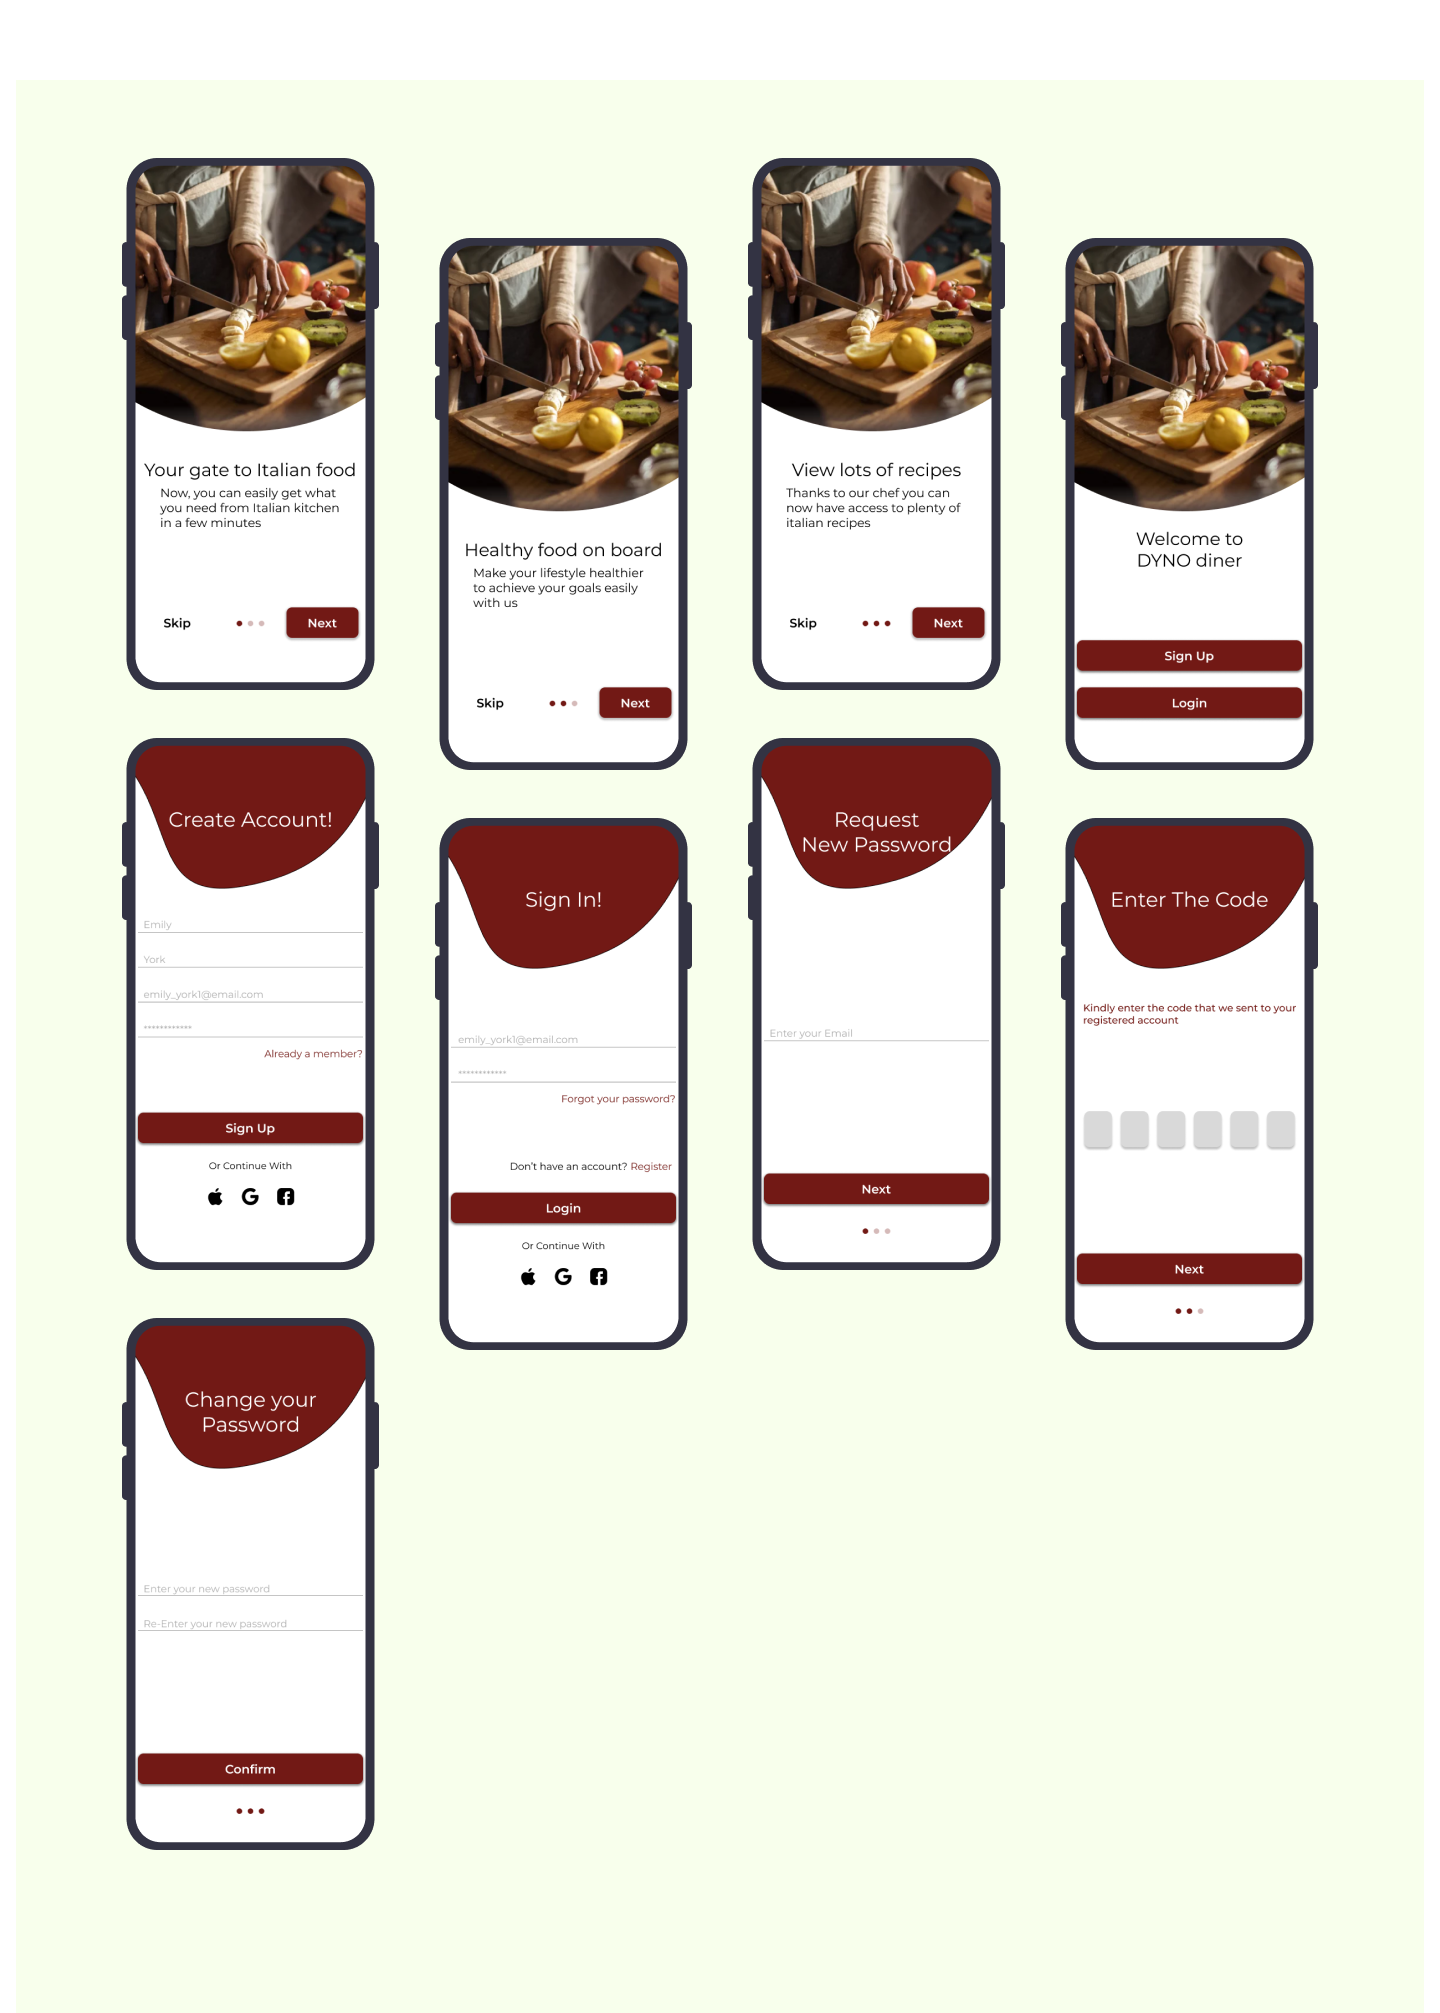 Your gate to Italian food
Now, you can easily get what
you need from Italian kitchen
in a few minutes
Skip
Next
Healthy food on board
Make your lifestyle healthier
to achieve your goals easily
with us
Skip
Next
View lots of recipes
Thanks to our chef you can
now have access to plenty of
italian recipes
Skip
Next
Welcome to
DYNO diner
Sign Up
Login
Create Account!
Emily
York
emily_york1@email.com
************
Already a member?
Sign Up
Or Continue With
Sign In!
emily_york1@email.com
************
Forgot your password?
Don't have an account? Register
Login
Or Continue With
Request
New Password
Enter your Email
Next
Enter The Code
Kindly enter the code that we sent to your
registered account
Next
Change your
Password
Enter your new password
Re-Enter your new password
Confirm